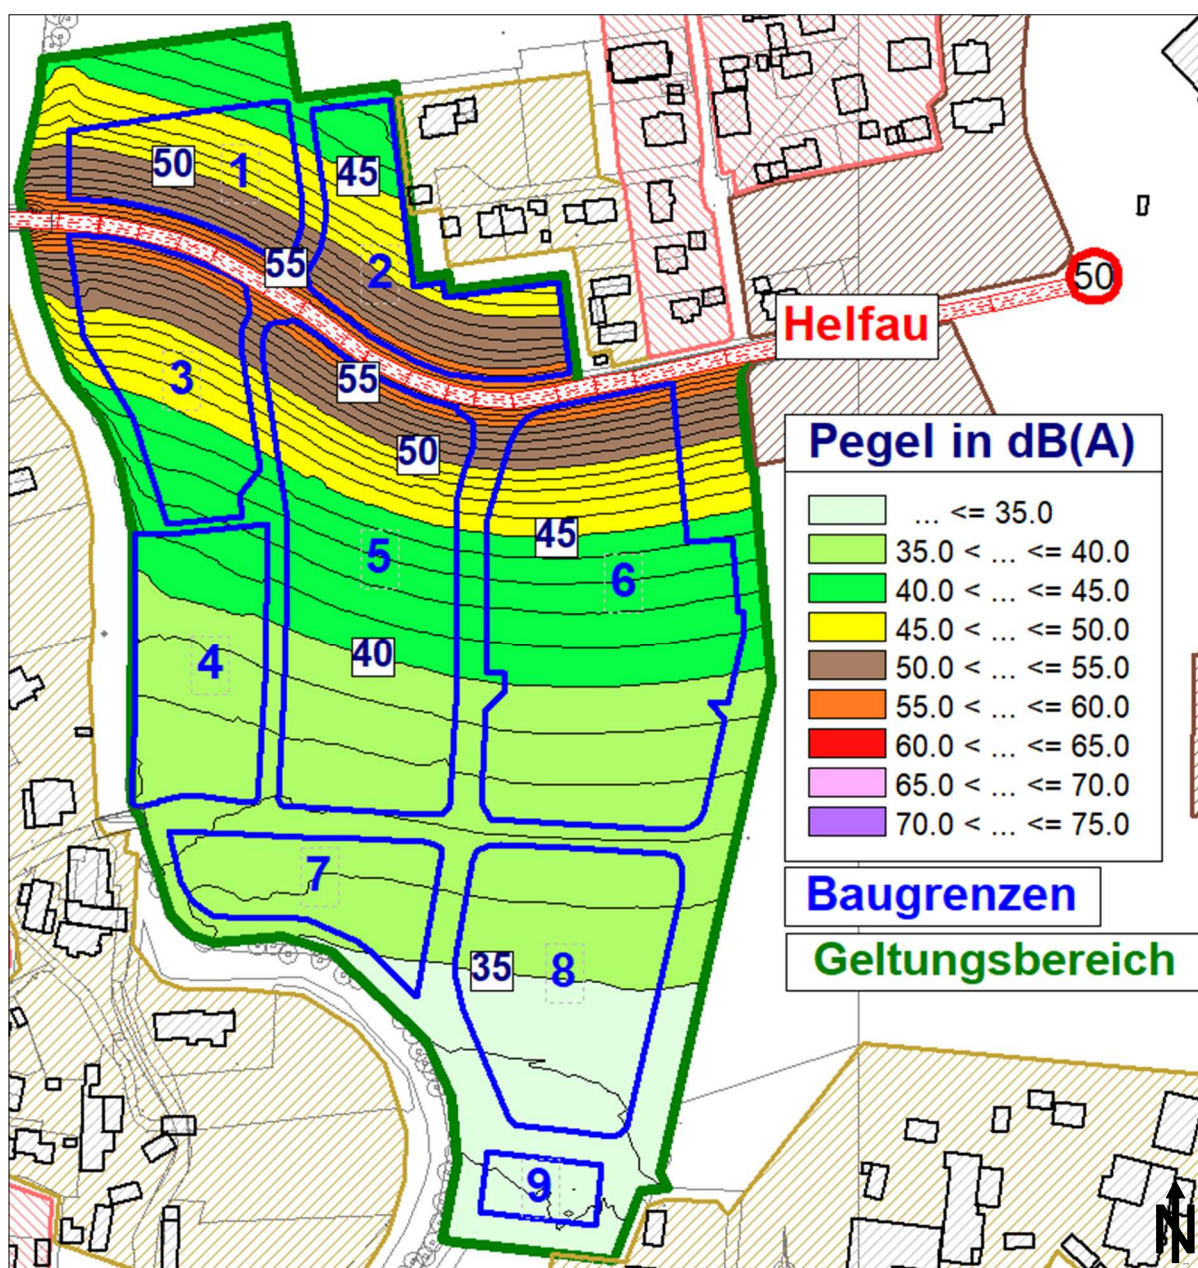 50
1
45
55
2
50
Helfau
3
55
50
Pegel in dB(A)
... <= 35.0
35.0 < ... <= 40.0
40.0 < ... <= 45.0
45.0 < ... <= 50.0
50.0 < ... <= 55.0
55.0 < ... <= 60.0
60.0 < ... <= 65.0
65.0 < ... <= 70.0
70.0 < ... <= 75.0
45
5
6
4
40
7
Baugrenzen
35
8
Geltungsbereich
9
N